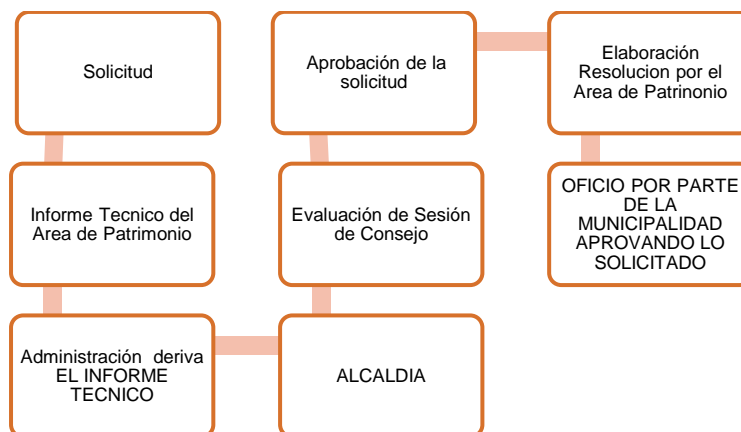 Solicitud
Informe Tecnico del
Area de Patrimonio
Administración deriva
EL INFORME
TECNICO
ALCALDIA
Evaluación de Sesión
de Consejo
Aprobación de la
solicitud
Elaboración
Resolucion por el
Area de Patrinonio
OFICIO POR PARTE
DE LA
MUNICIPALIDAD
APROVANDO LO
SOLICITADO